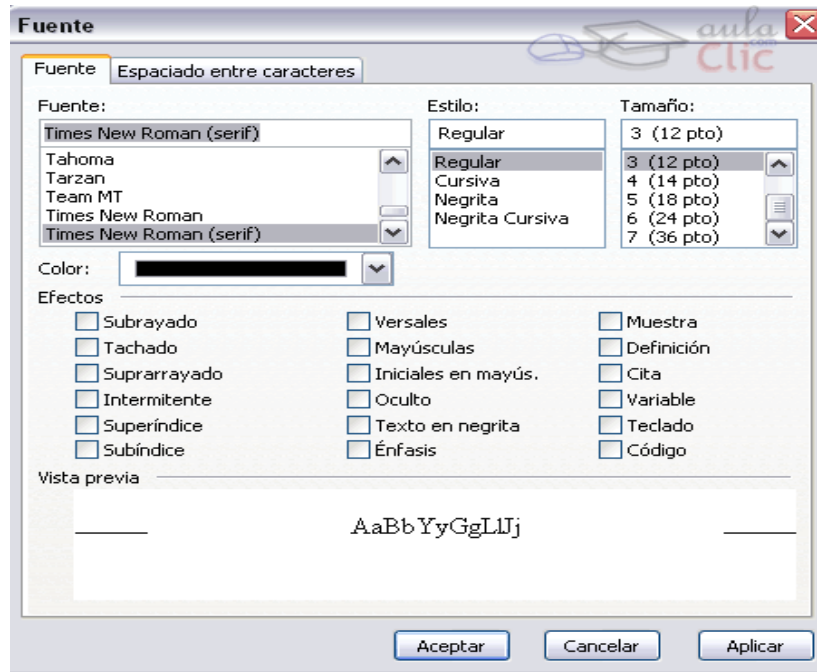 Fuente
aula
.com
Clic
Fuente
Espaciado entre caracteres
Fuente:
Estilo:
Tamaño:
Times New Roman (serif)
Regular
3 (12 pto)
Tahoma
Tarzan
Team MT
Times New Roman
Times New Roman (serif)
Regular
Cursiva
Negrita
Negrita Cursiva
3 (12 pto)
4 (14 pto)
5 (18 pto)
6 (24 pto)
7 (36 pto)
Color:
Efectos
Subrayado
Versales
Muestra
Tachado
Mayúsculas
Definición
Suprarrayado
Iniciales en mayús.
Cita
Intermitente
Oculto
Variable
Superíndice
Texto en negrita
Teclado
Subíndice
Énfasis
Código
Vista previa
AaBbYyGgLlJj
Aceptar
Cancelar
Aplicar